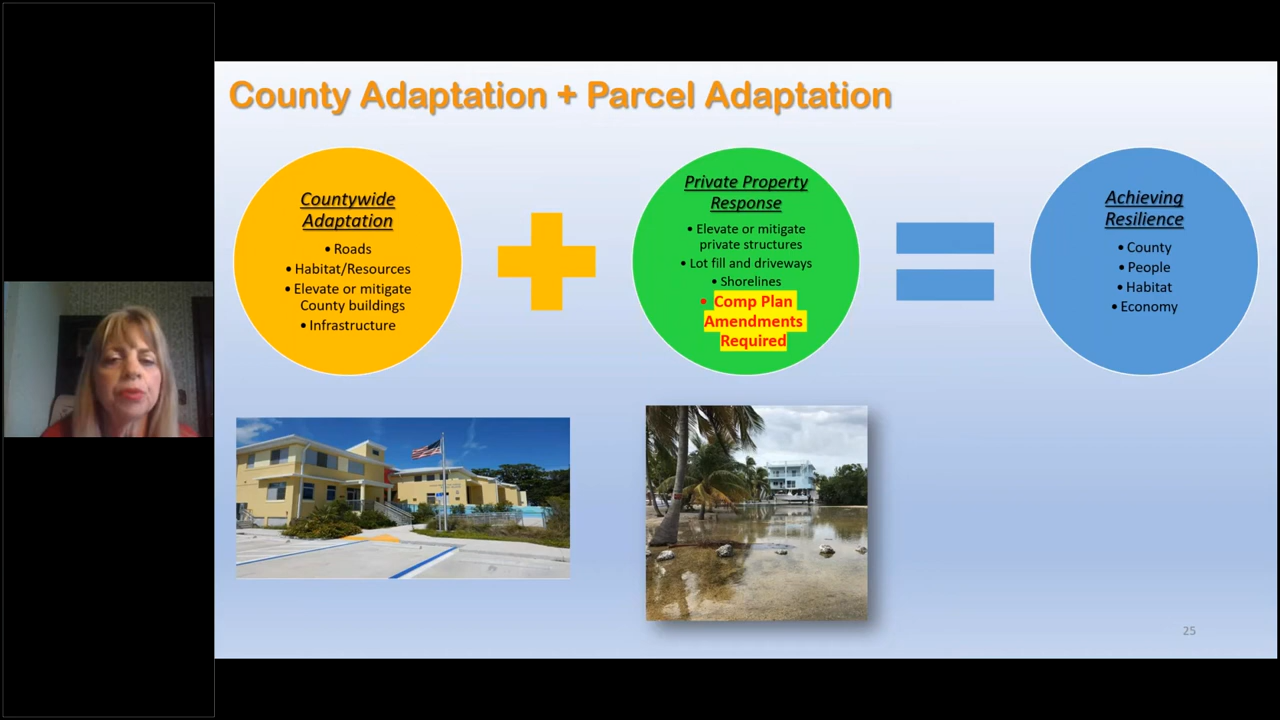 County Adaptation + Parcel Adaptation
Countywide
Adaptation
• Roads
• Habitat/Resources
• Elevate or mitigate
County buildings
• Infrastructure
Private Property
Response
• Elevate or mitigate
private structures
• Lot fill and driveways
• Shorelines
• Comp Plan
Amendments
Required
Achieving
Resilience
• County
• People
• Habitat
• Economy
25